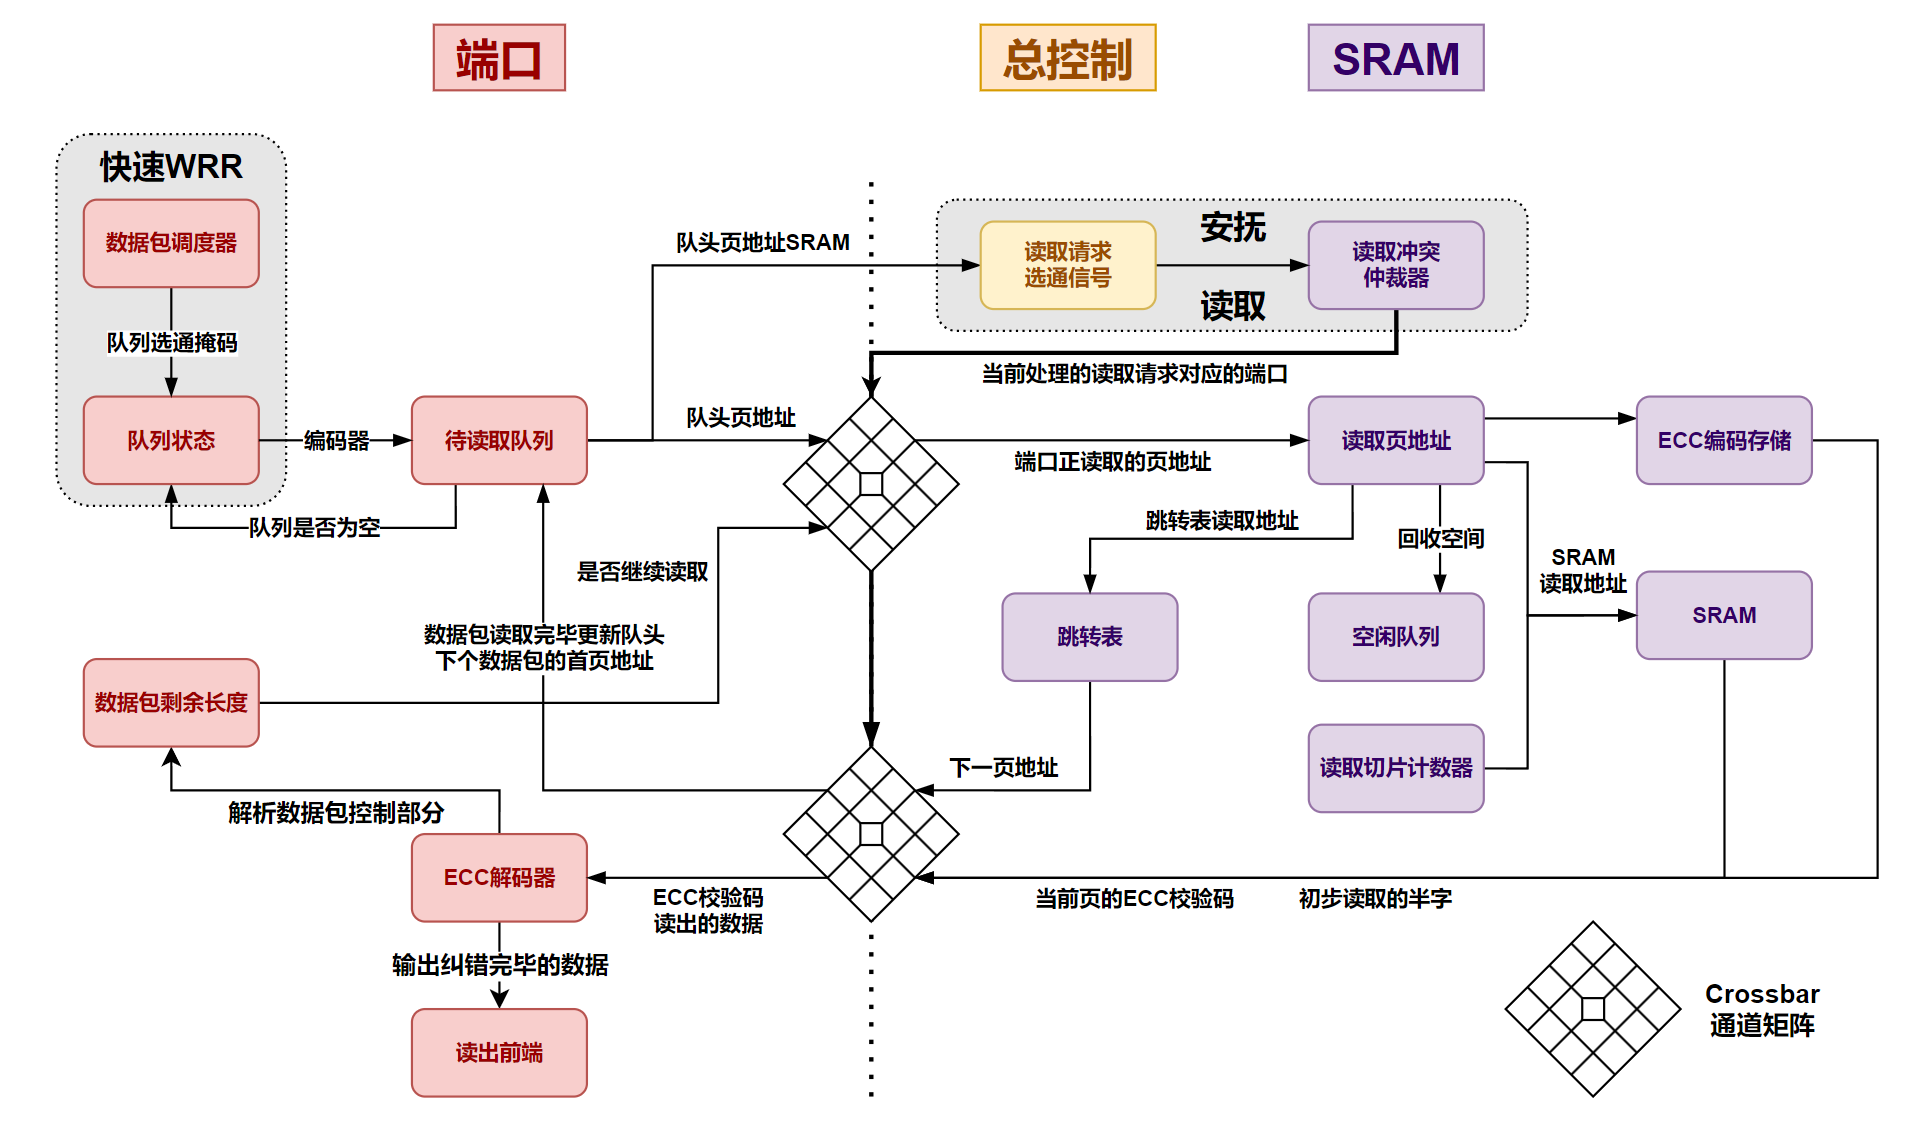 端口
总控制
SRAM
快速WRR
数据包调度器
队列选通掩码
队列状态
编码器
待读取队列
队列是否为空
队头页地址SRAM
队头页地址
安抚
读取请求
选通信号
读取
读取冲突
仲裁器
当前处理的读取请求对应的端口
端口正读取的页地址
读取页地址
ECC编码存储
跳转表读取地址
回收空间
SRAM
读取地址
SRAM
跳转表
空闲队列
读取切片计数器
是否继续读取
数据包读取完毕更新队头
下个数据包的首页地址
数据包剩余长度
下一页地址
解析数据包控制部分
ECC解码器
ECC校验码
读出的数据
当前页的ECC校验码
初步读取的半字
输出纠错完毕的数据
读出前端
Crossbar
通道矩阵